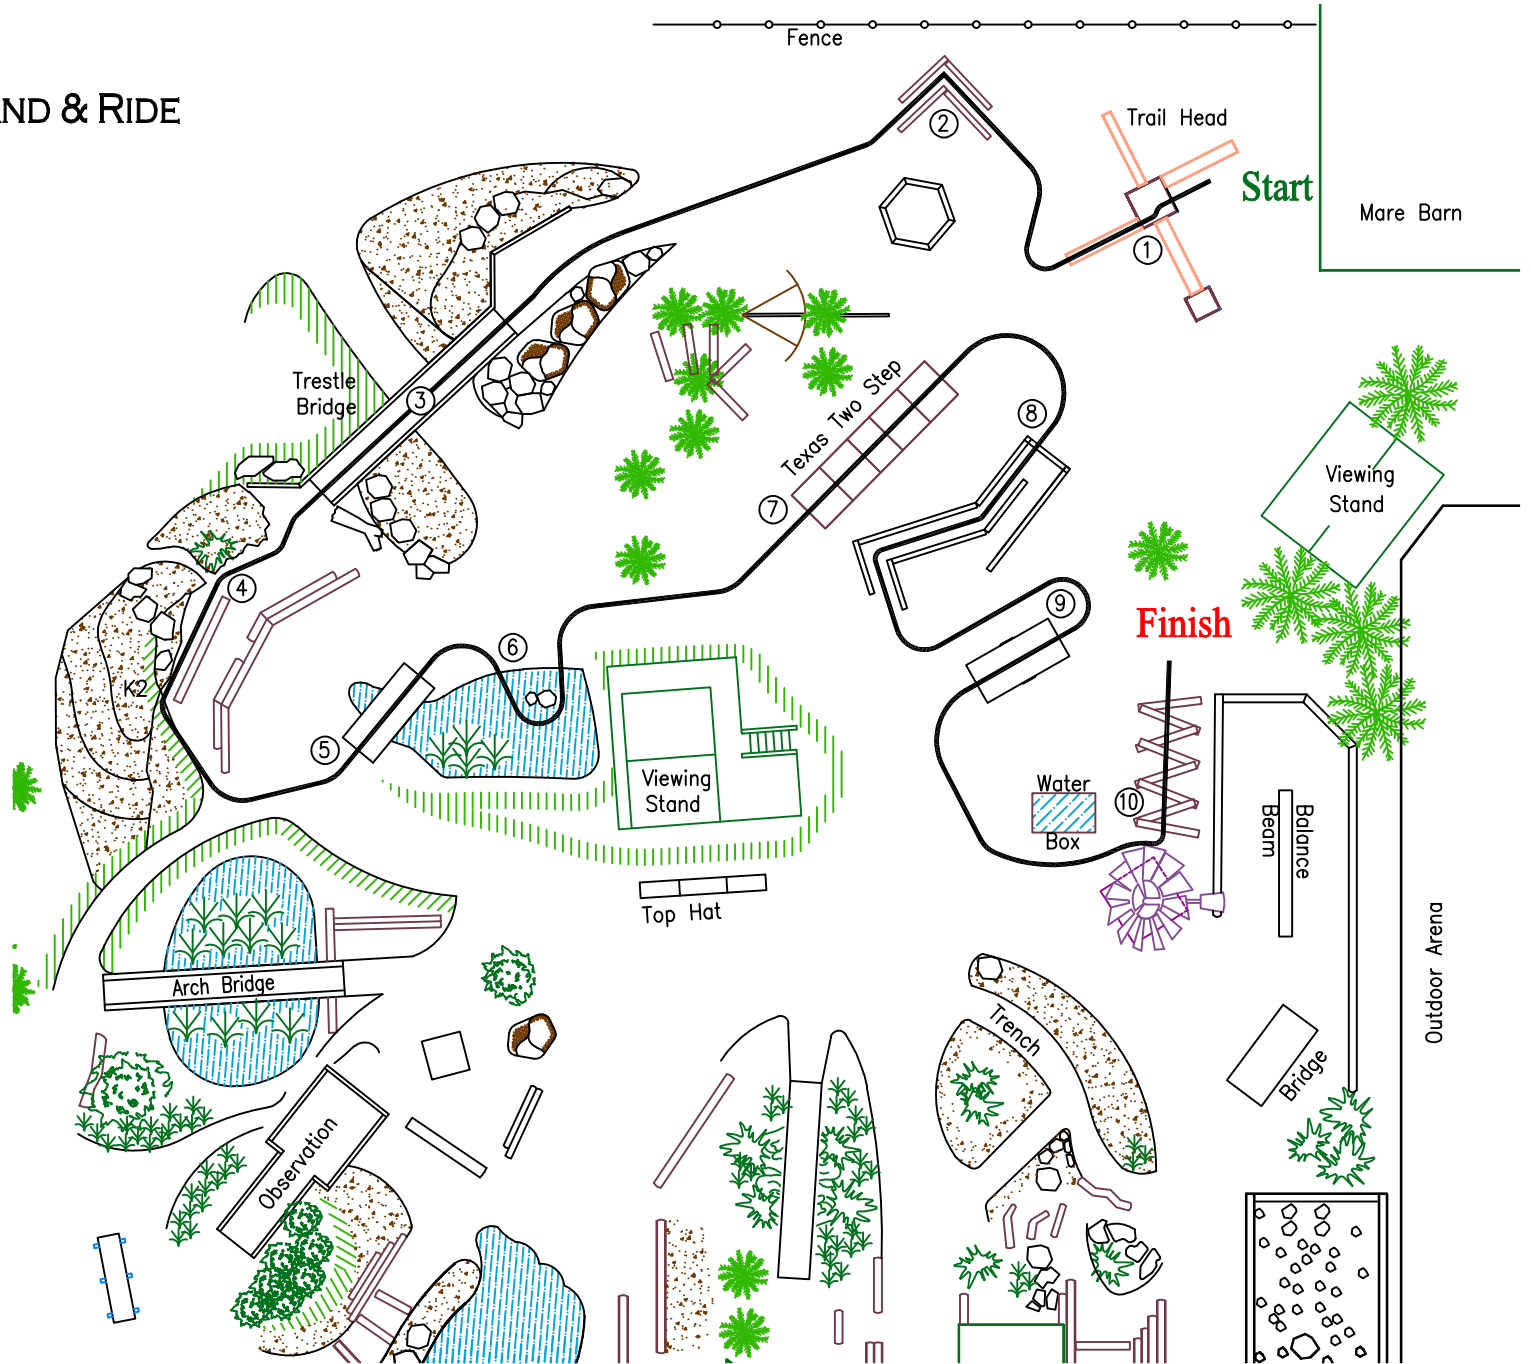 ND & RIDE
Fence
Trail Head
Start
Mare Barn
2
1
Trestle
Bridge
3
Texas Two Step
8
7
Viewing
Stand
4
9
Finish
6
K2
5
Viewing
Stand
Water
Box
10
Balance
Beam
Top Hat
Outdoor Arena
Arch Bridge
Trench
Bridge
Observation